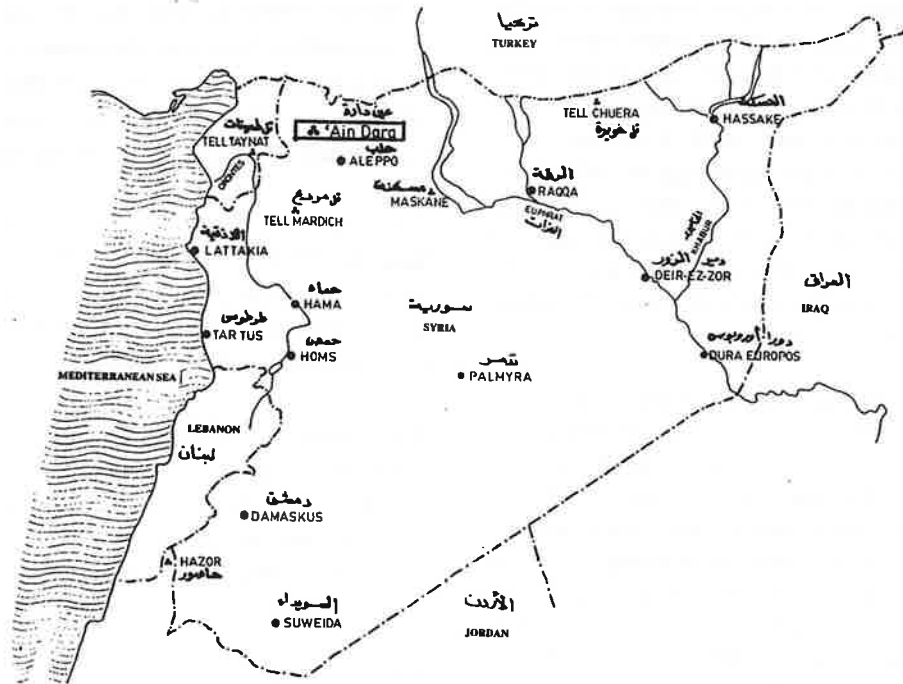 تركيا
TURKEY
عين دارة
'Ain Dara
تل طعينات
TELL TAYNAT
حلب
ALEPPO
ORONTES
TELL CHUERA
تل خويرة
الحسكة
HASSAKE
تل مرديخ
TELL MARDICH
مسكنة
MASKANE
الرقة
RAQQA
EUPHRAT
الفرات
الخابور
KHABUR
اللاذقية
LATTAKIA
دير الزور
DEIR-EZ-ZOR
العراق
IRAQ
حماه
HAMA
سورية
SYRIA
طرطوس
TARTUS
حمص
HOMS
دورا أوروبوس
DURA EUROPOS
تدمر
PALMYRA
MEDITERRANEAN SEA
LEBANON
لبنان
دمشق
DAMASKUS
HAZOR
حاصور
السويداء
SUWEIDA
الأردن
JORDAN